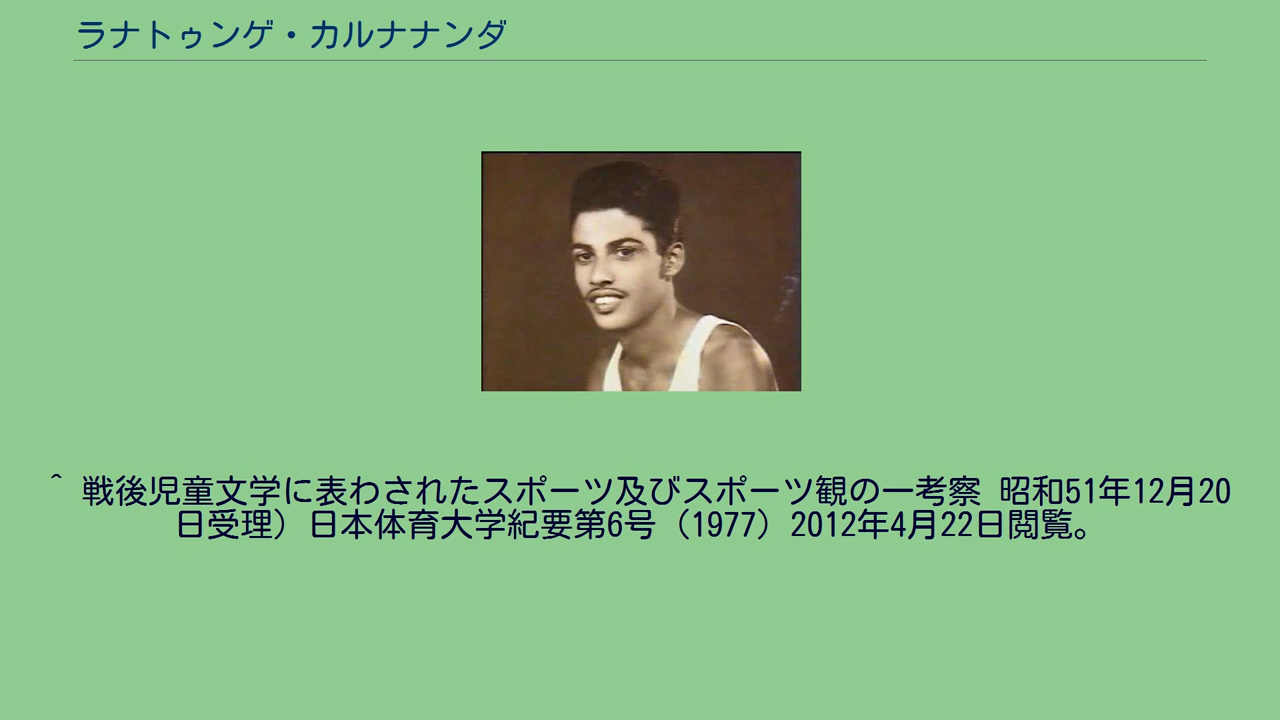 ラナトゥンゲ・カルナナンダ
^ 戦後児童文学に表わされたスポーツ及びスポーツ観の一考察 昭和51年12月20
日受理）日本体育大学紀要第6号（1977）2012年4月22日閲覧。